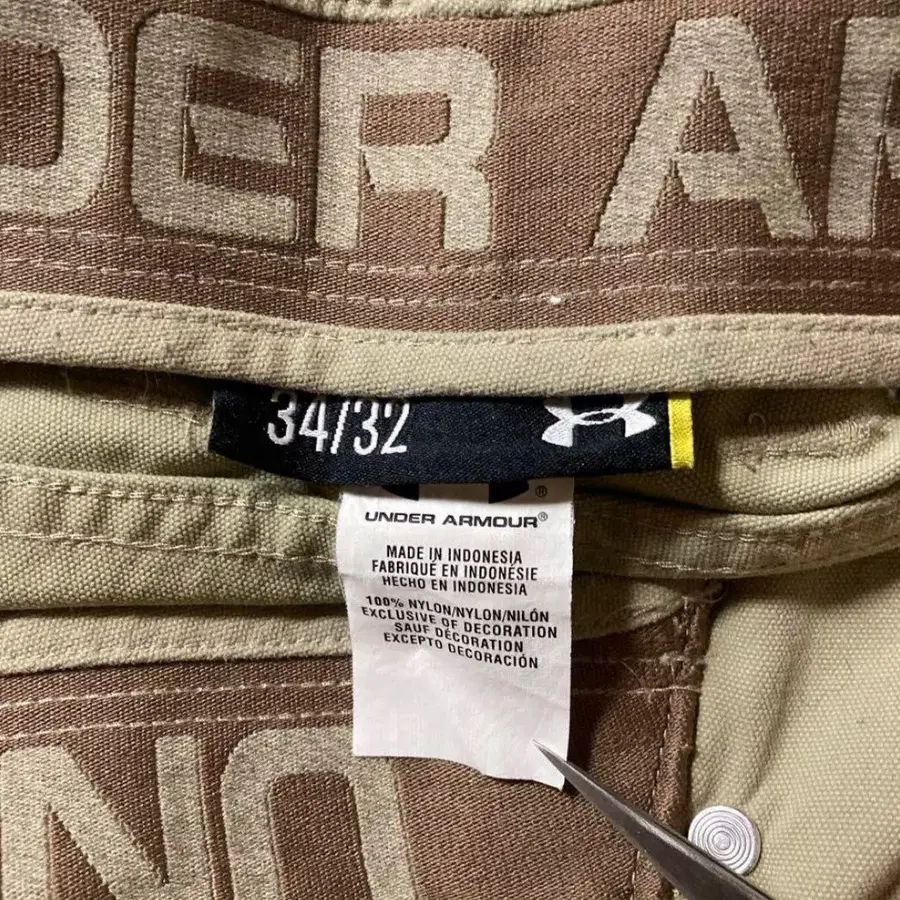 DER AR
34/32
®
UNDER ARMOUR®
MADE IN INDONESIA
FABRIQUÉ EN INDONÉSIE
HECHO EN INDONESIA
100% NYLON/NYLON/NILÓN
EXCLUSIVE OF DECORATION
SAUF DÉCORATION
EXCEPTO DECORACIÓN